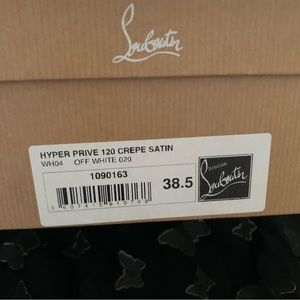 Louboutin
HYPER PRIVE 120 CREPE SATIN
WH04 OFF WHITE 020
1090163
38.5
Louboutin